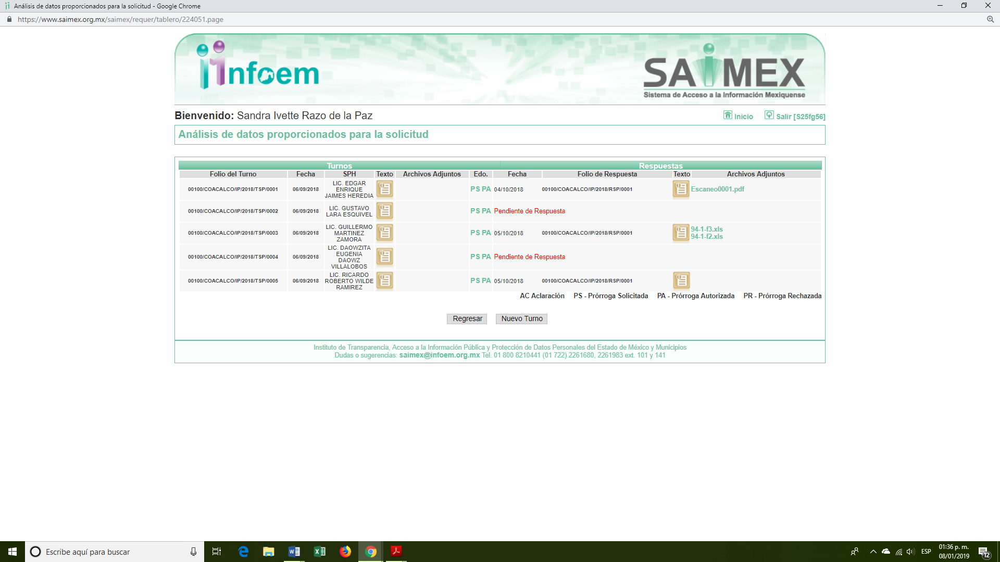 Análisis de datos proporcionados para la solicitud - Google Chrome
https://www.saimex.org.mx/saimex/requer/tablero/224051.page
infoem
SAIMEX
Sistema de Acceso a la Información Mexiquense
Bienvenido: Sandra Ivette Razo de la Paz
Inicio Salir [S25fg56]
Análisis de datos proporcionados para la solicitud
Turnos Respuestas
Folio del Turno Fecha SPH Texto Archivos Adjuntos Edo. Fecha Folio de Respuesta Texto Archivos Adjuntos
00100/COACALCO/IP/2018/TSP/0001 06/09/2018 LIC. EDGAR ENRIQUE JAIMES HEREDIA PS PA 04/10/2018 00100/COACALCO/IP/2018/RSP/0001 Escaneo0001.pdf
00100/COACALCO/IP/2018/TSP/0002 06/09/2018 LIC. GUSTAVO LARA ESQUIVEL PS PA Pendiente de Respuesta
00100/COACALCO/IP/2018/TSP/0003 06/09/2018 LIC. GUILLERMO MARTINEZ ZAMORA PS PA 05/10/2018 00100/COACALCO/IP/2018/RSP/0001 94-1-f3.xls
94-1-f2.xls
00100/COACALCO/IP/2018/TSP/0004 06/09/2018 LIC. DAOWZITA EUGENIA DAOWZ VILLALOBOS PS PA Pendiente de Respuesta
00100/COACALCO/IP/2018/TSP/0005 06/09/2018 LIC. RICARDO ROBERTO WILDE RAMIREZ PS PA 05/10/2018 00100/COACALCO/IP/2018/RSP/0001
AC Aclaración PS - Prórroga Solicitada PA - Prórroga Autorizada PR - Prórroga Rechazada
Regresar Nuevo Turno
Instituto de Transparencia, Acceso a la Información Pública y Protección de Datos Personales del Estado de México y Municipios
Dudas o sugerencias: saimex@infoem.org.mx Tel. 01 800 8210441 (01 722) 2261680, 2261983 ext. 101 y 141
Escribe aquí para buscar
ESP
01:36 p. m.
08/01/2019
12